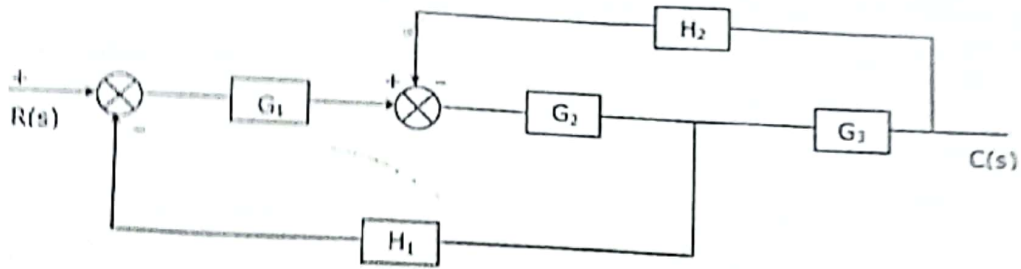 H₂
+
+
−
R(s)
G₁
G₂
G₃
−
C(s)
H₁